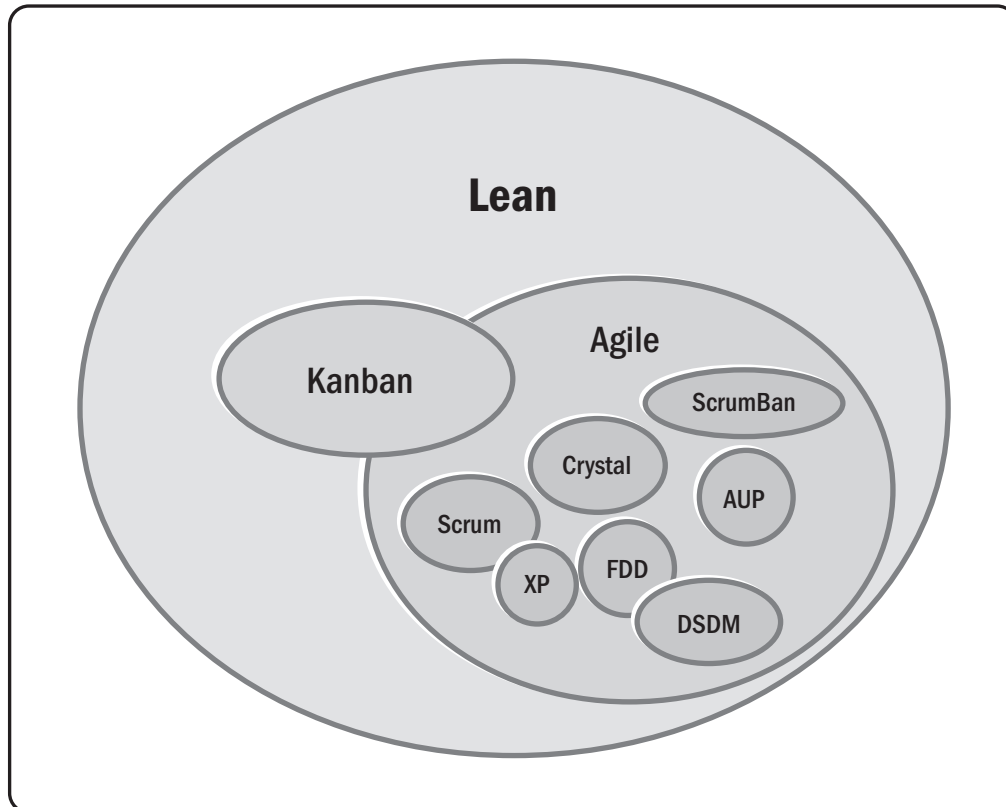 Lean
Agile
Kanban
ScrumBan
Crystal
AUP
Scrum
FDD
XP
DSDM